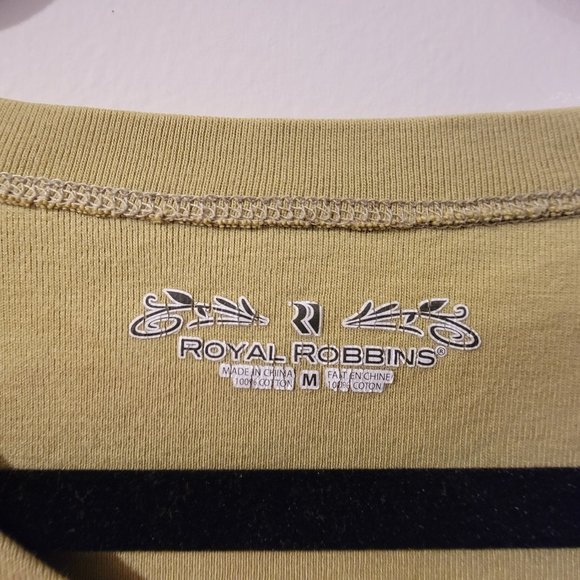 ROYAL ROBBINS®
MADE IN CHINA
100% COTTON
M
FAIT EN CHINE
100% COTON